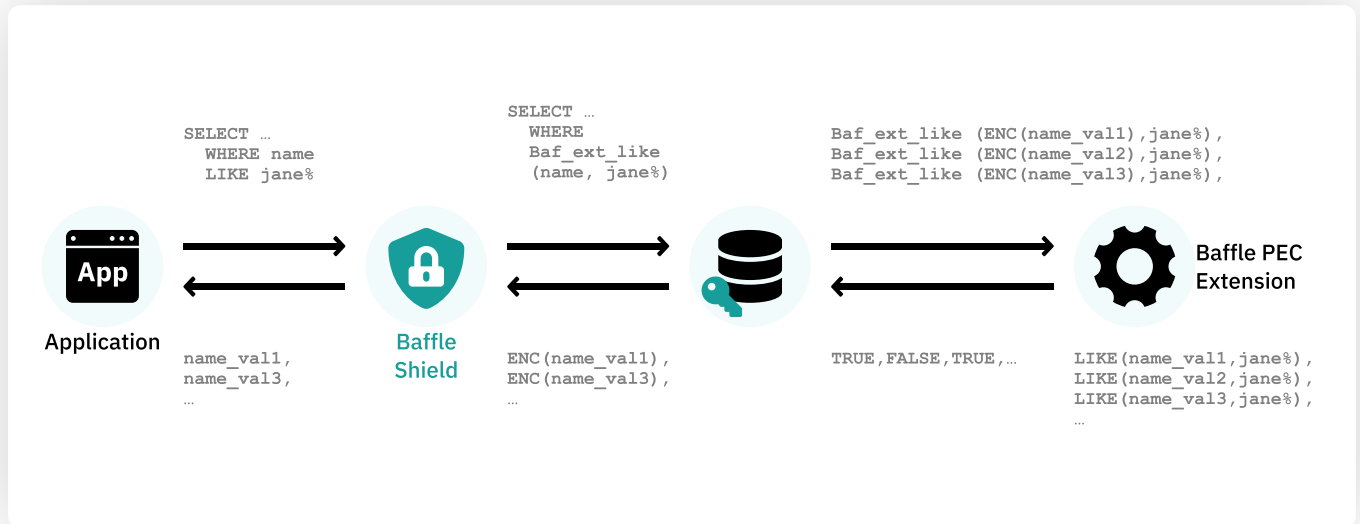 SELECT …
WHERE name
LIKE jane%
SELECT …
WHERE
Baf_ext_like
(name, jane%)
Baf_ext_like (ENC(name_val1),jane%),
Baf_ext_like (ENC(name_val2),jane%),
Baf_ext_like (ENC(name_val3),jane%),
App
Application
Baffle
Shield
Baffle PEC
Extension
name_val1,
name_val3,
…
ENC(name_val1),
ENC(name_val3),
…
TRUE,FALSE,TRUE,…
LIKE(name_val1,jane%),
LIKE(name_val2,jane%),
LIKE(name_val3,jane%),
…